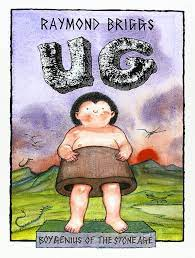 RAYMOND BRIGGS
UG
BOY GENIUS OF THE STONE AGE